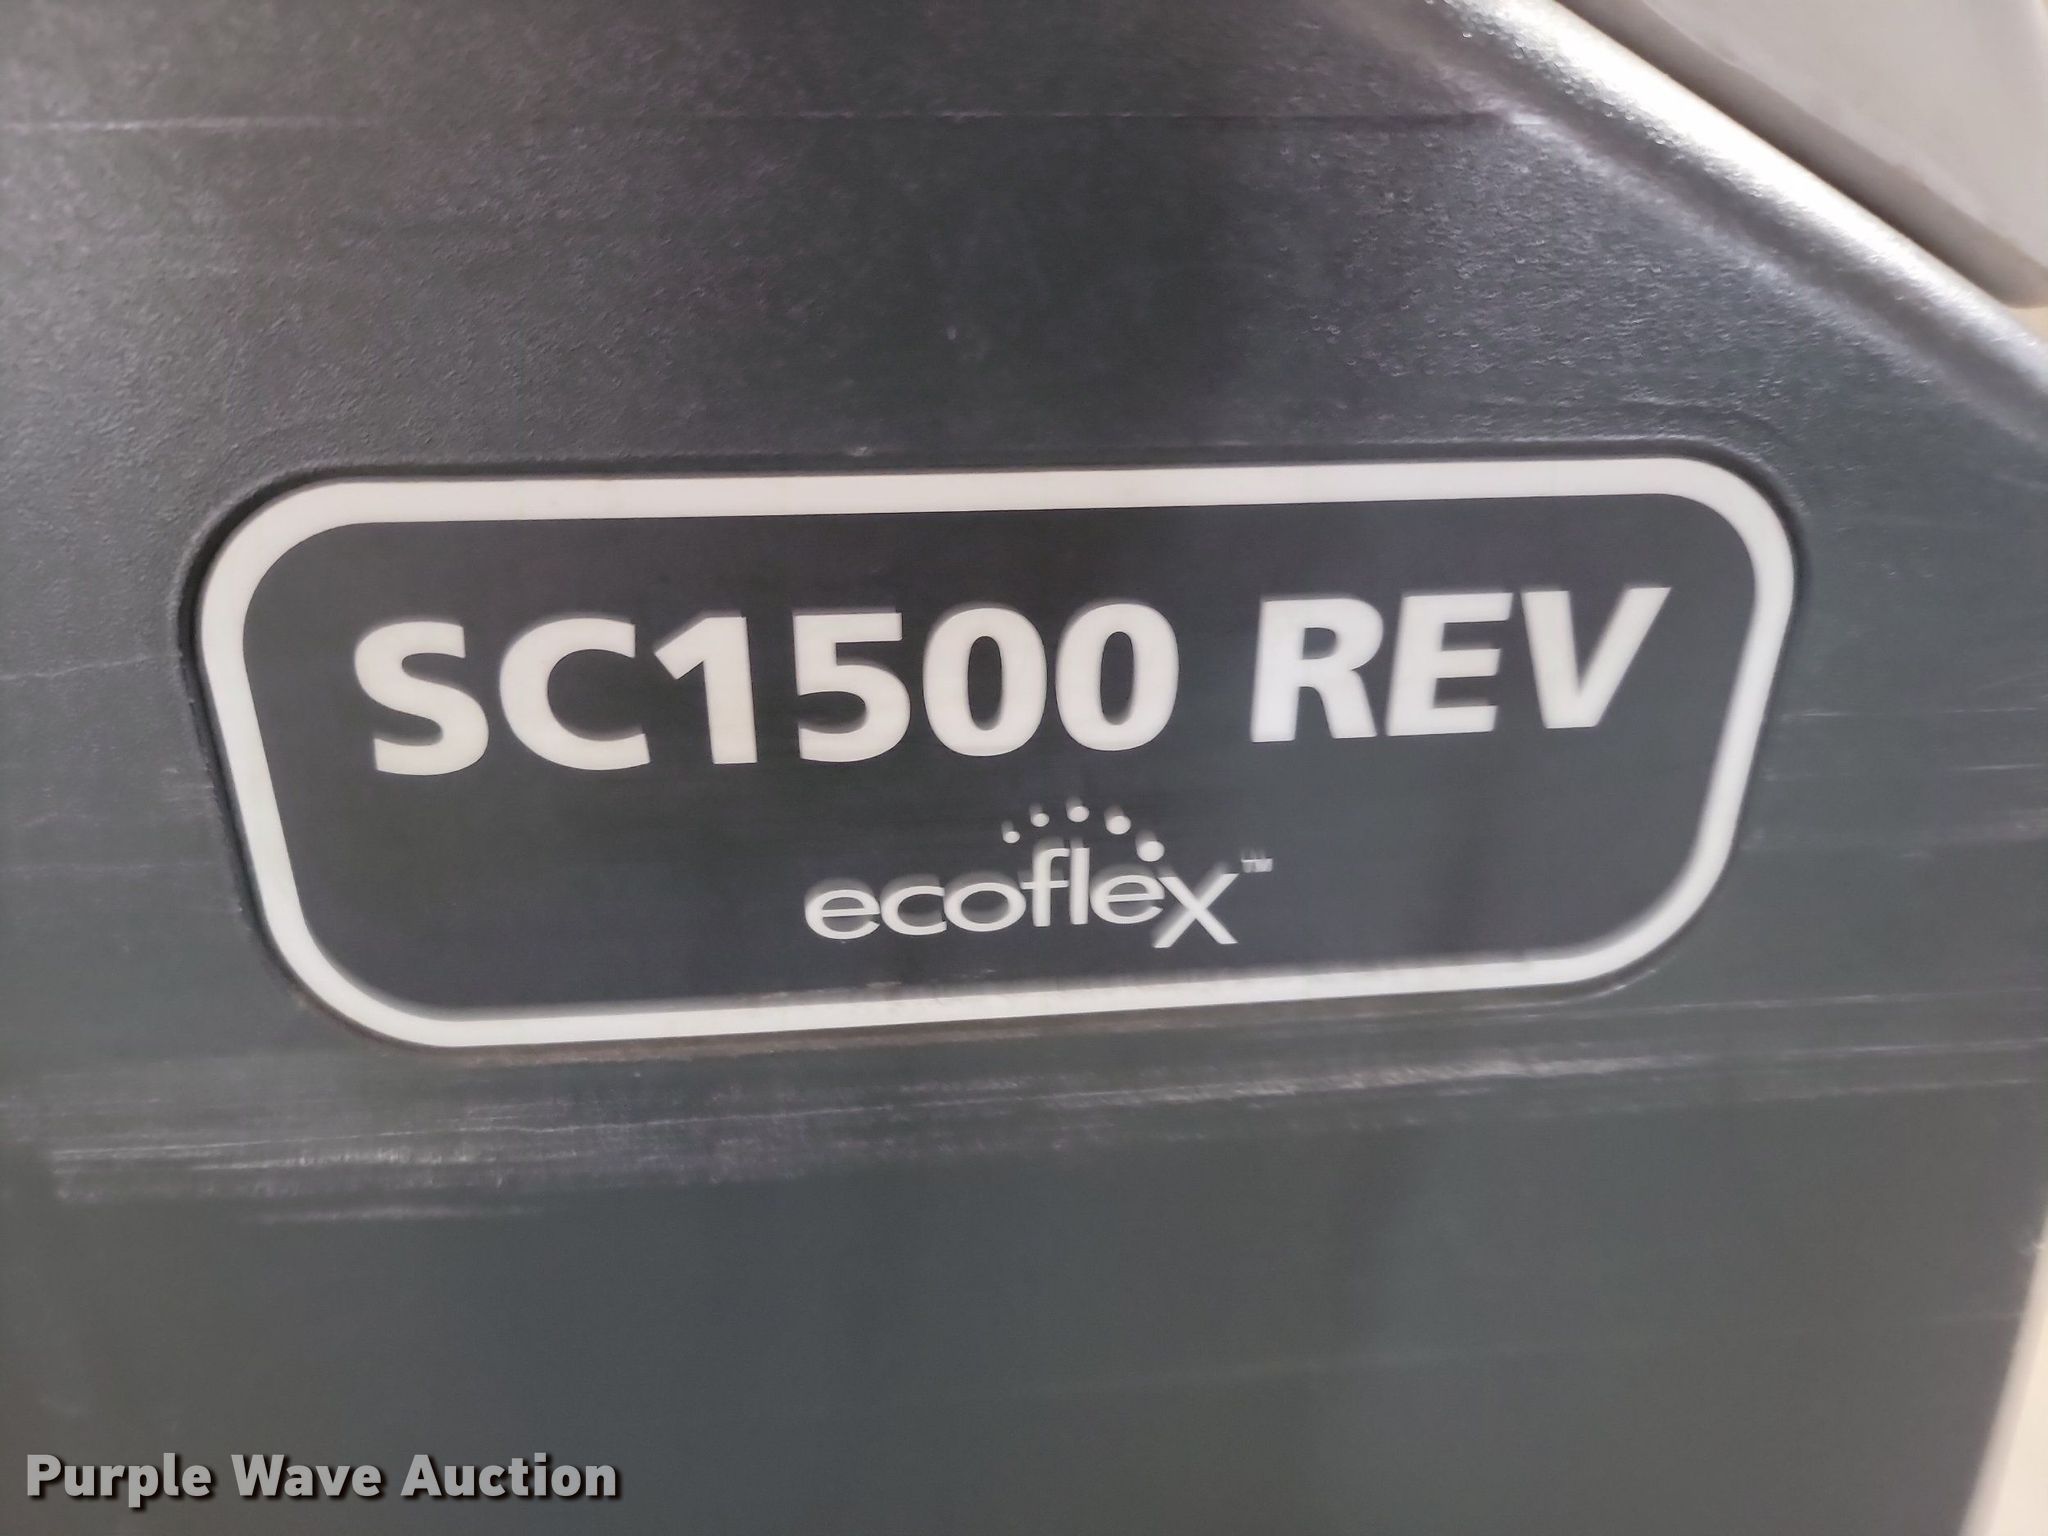 SC1500 REV
ecoflex™
Purple Wave Auction